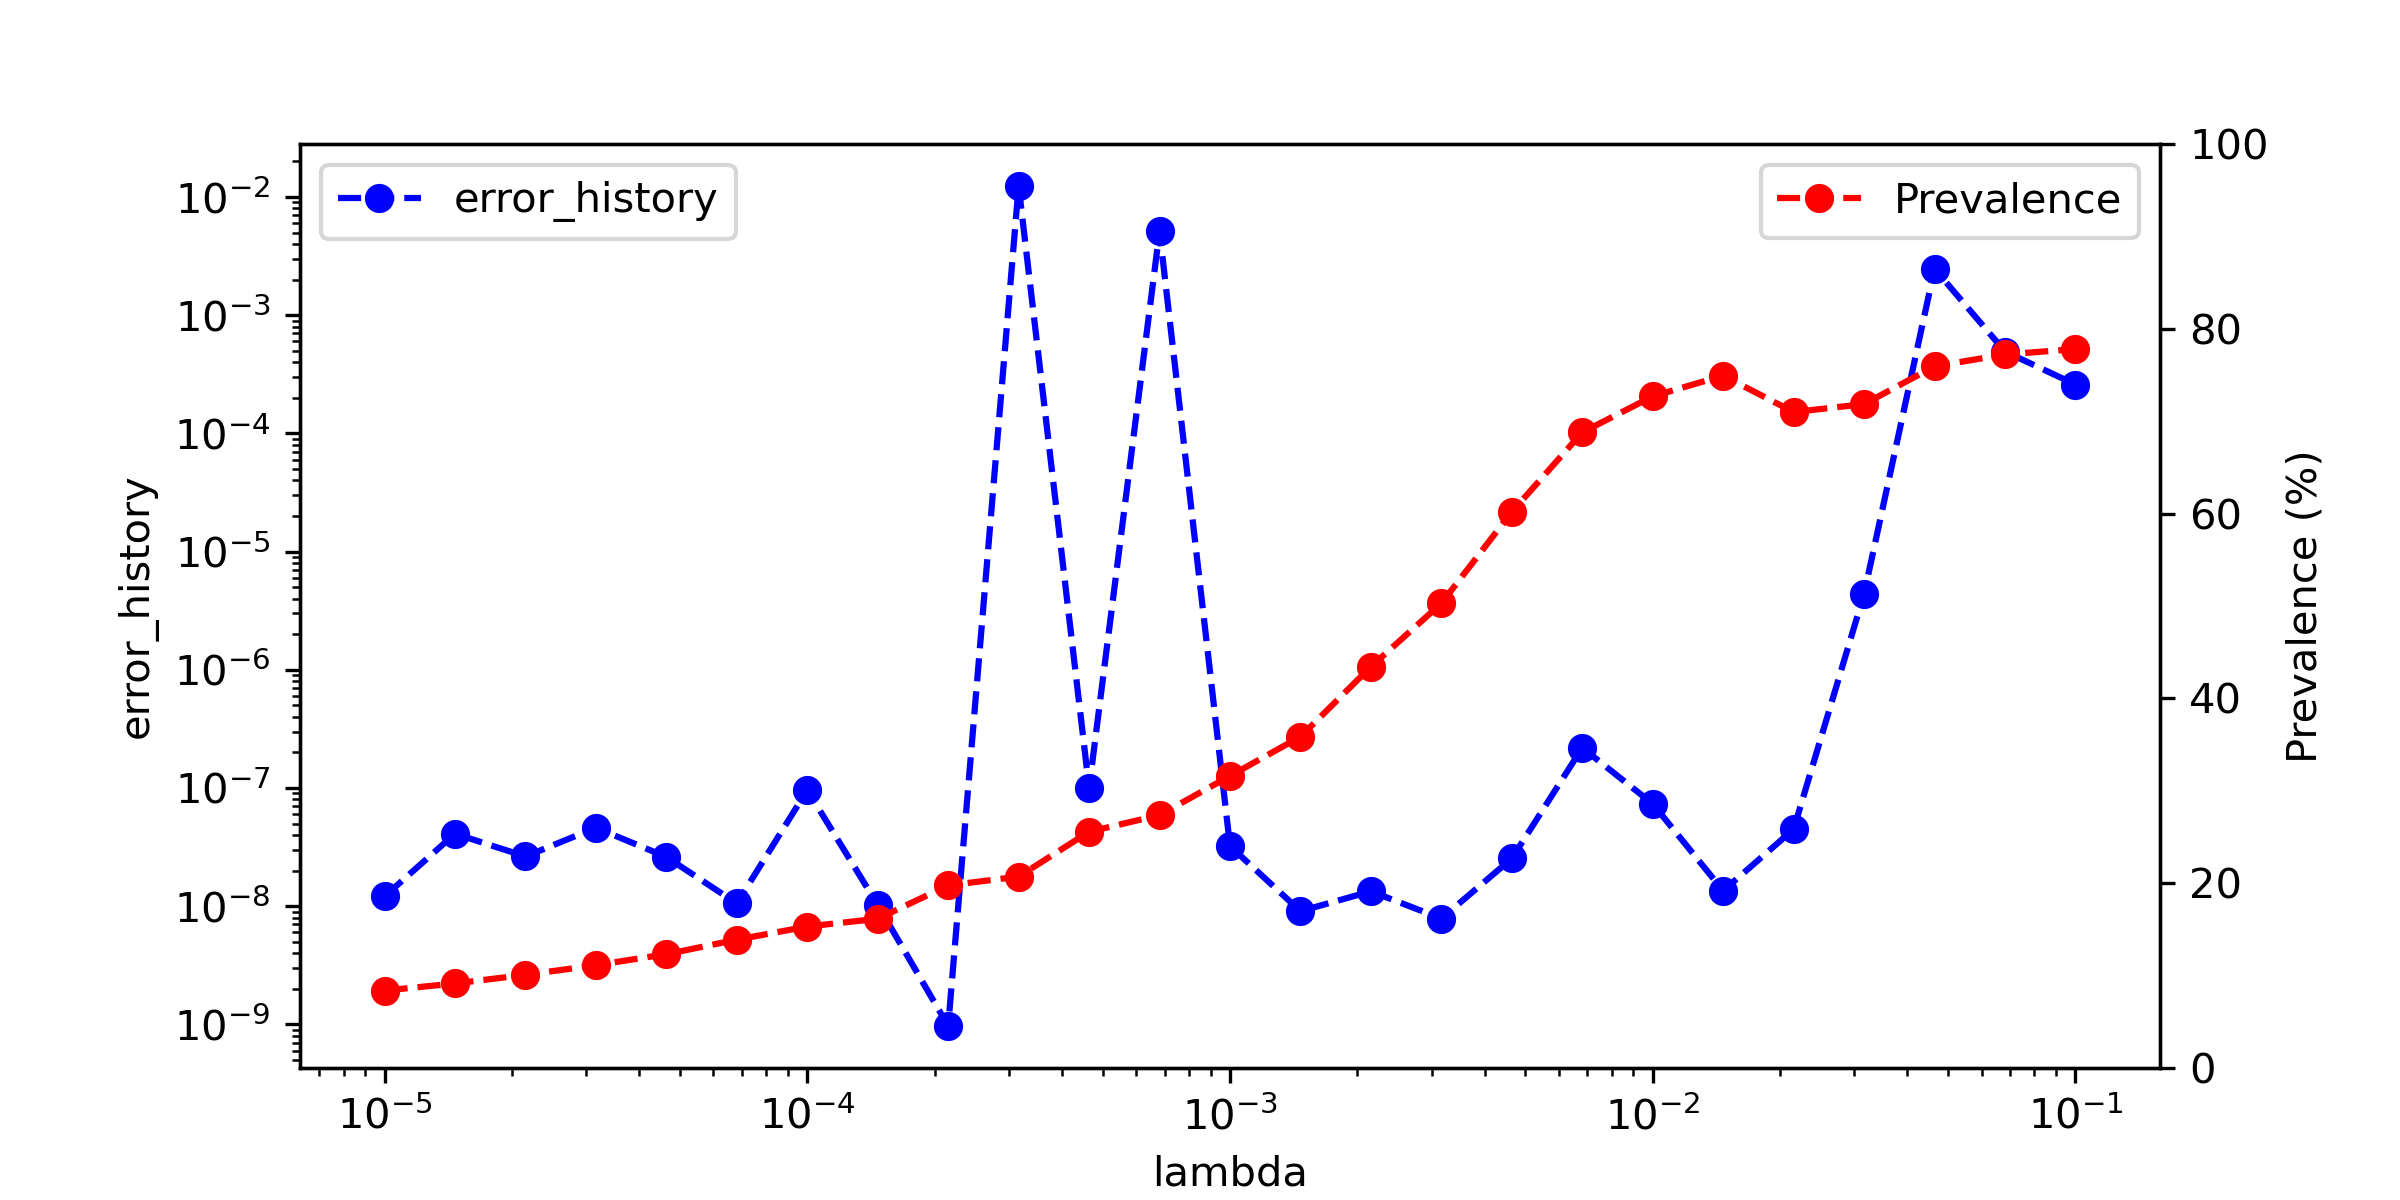 error_history
Prevalence
10⁻²
10⁻³
10⁻⁴
10⁻⁵
10⁻⁶
10⁻⁷
10⁻⁸
10⁻⁹
error_history
100
80
60
40
20
0
Prevalence (%)
10⁻⁵ 10⁻⁴ 10⁻³ 10⁻² 10⁻¹
lambda